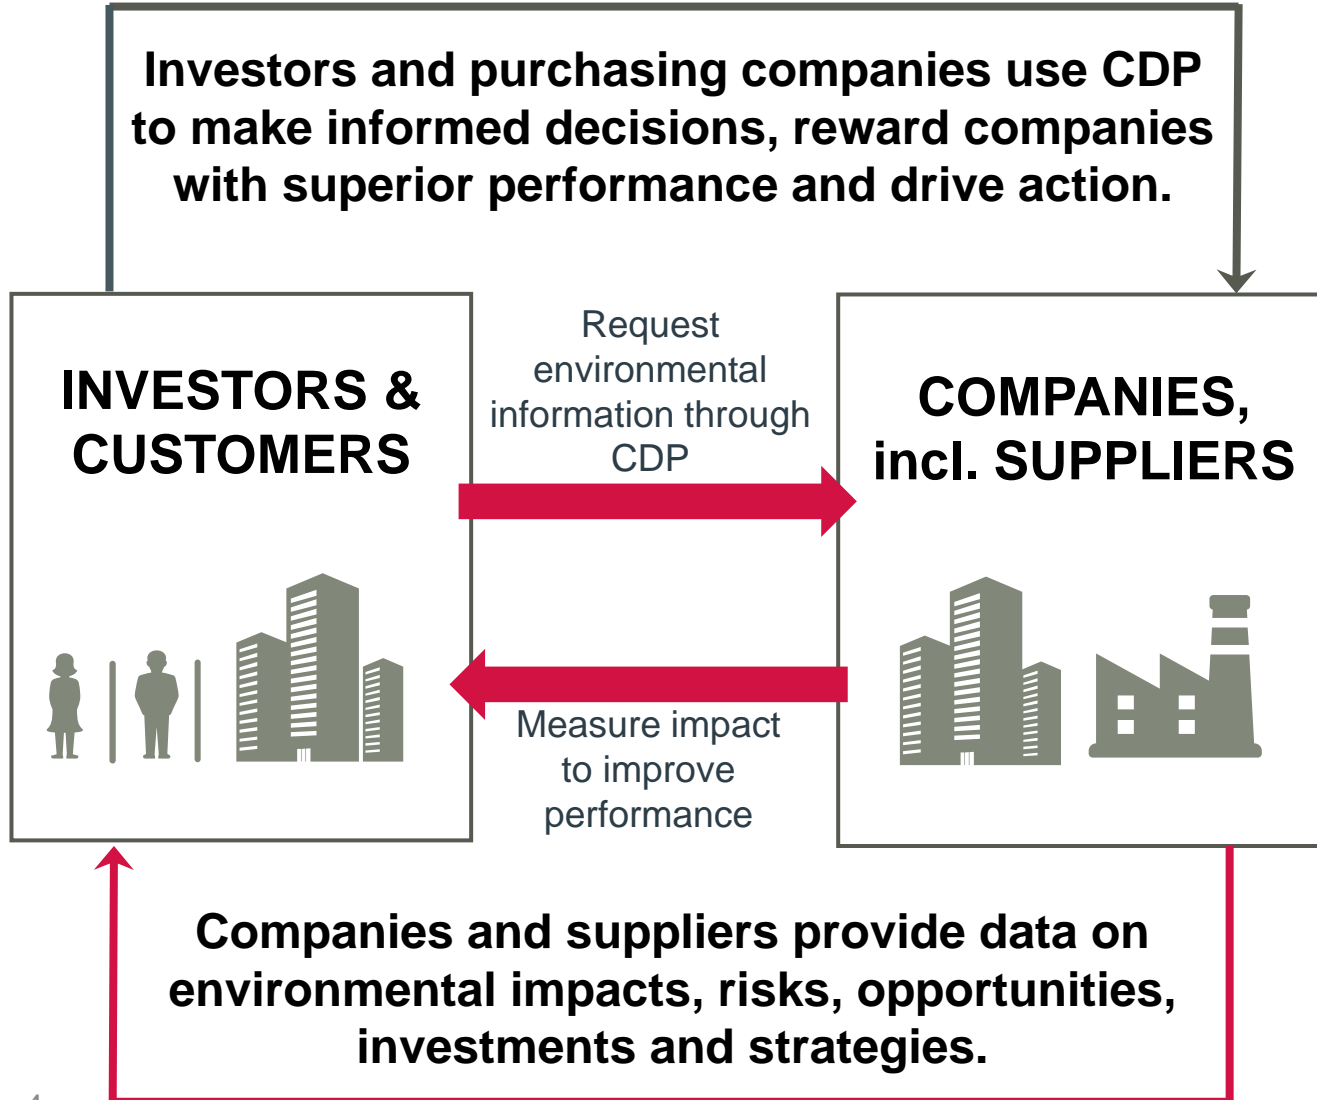 Investors and purchasing companies use CDP
to make informed decisions, reward companies
with superior performance and drive action.
INVESTORS &
CUSTOMERS
Request
environmental
information through
CDP
COMPANIES,
incl. SUPPLIERS
Measure impact
to improve
performance
Companies and suppliers provide data on
environmental impacts, risks, opportunities,
investments and strategies.